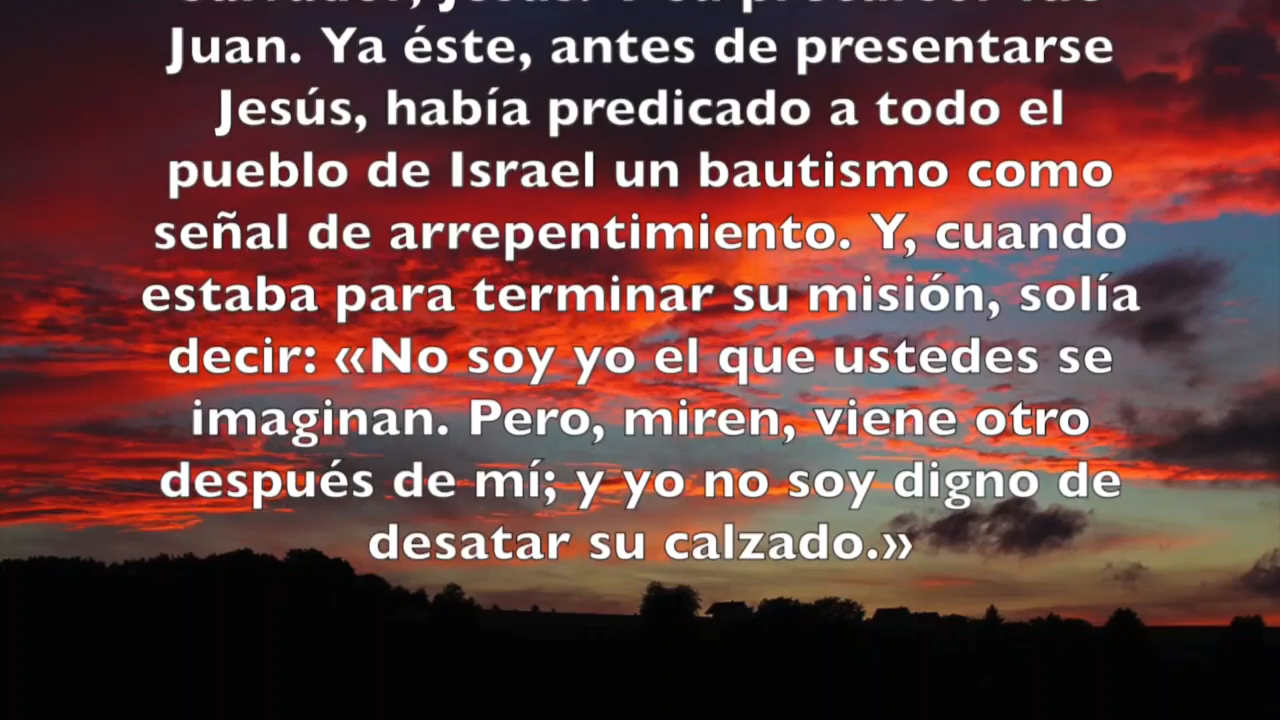 Juan. Ya éste, antes de presentarse
Jesús, había predicado a todo el
pueblo de Israel un bautismo como
señal de arrepentimiento. Y, cuando
estaba para terminar su misión, solía
decir: «No soy yo el que ustedes se
imaginan. Pero, miren, viene otro
después de mí; y yo no soy digno de
desatar su calzado.»